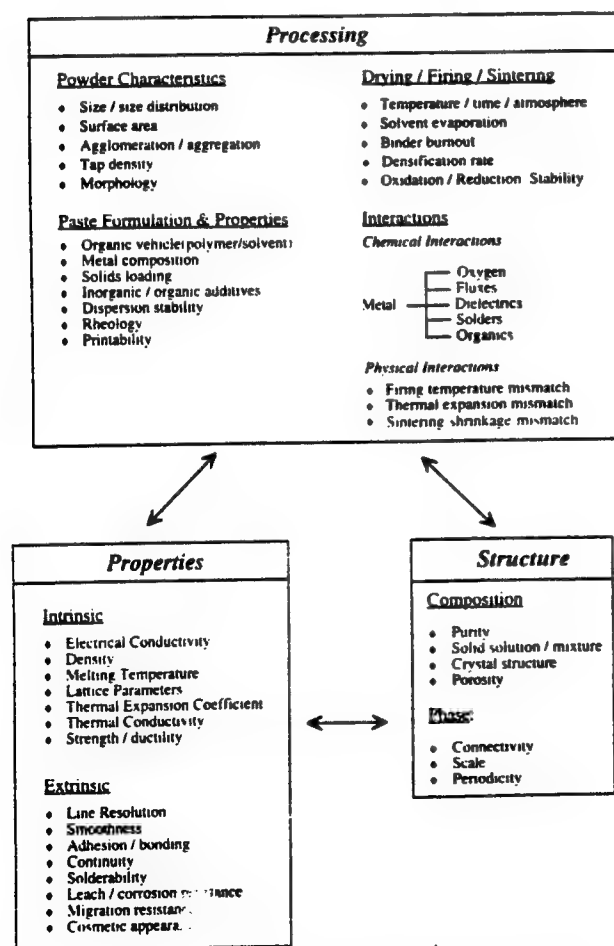 Processing
Powder Characteristics
Size / size distribution
Surface area
Agglomeration / aggregation
Tap density
Morphology
Paste Formulation & Properties
Organic vehicle(polymer/solvent)
Metal composition
Solids loading
Inorganic / organic additives
Dispersion stability
Rheology
Printability
Drying / Firing / Sintering
Temperature / time / atmosphere
Solvent evaporation
Binder burnout
Densification rate
Oxidation / Reduction Stability
Interactions
Chemical Interactions
Metal
Oxygen
Fluxes
Dielectrics
Solders
Organics
Physical Interactions
Firing temperature mismatch
Thermal expansion mismatch
Sintering shrinkage mismatch
Properties
Intrinsic
Electrical Conductivity
Density
Melting Temperature
Lattice Parameters
Thermal Expansion Coefficient
Thermal Conductivity
Strength / ductility
Extrinsic
Line Resolution
Smoothness
Adhesion / bonding
Continuity
Solderability
Leach / corrosion resistance
Migration resistance
Cosmetic
Structure
Composition
Purity
Solid solution / mixture
Crystal structure
Porosity
Phase:
Connectivity
Scale
Periodicity